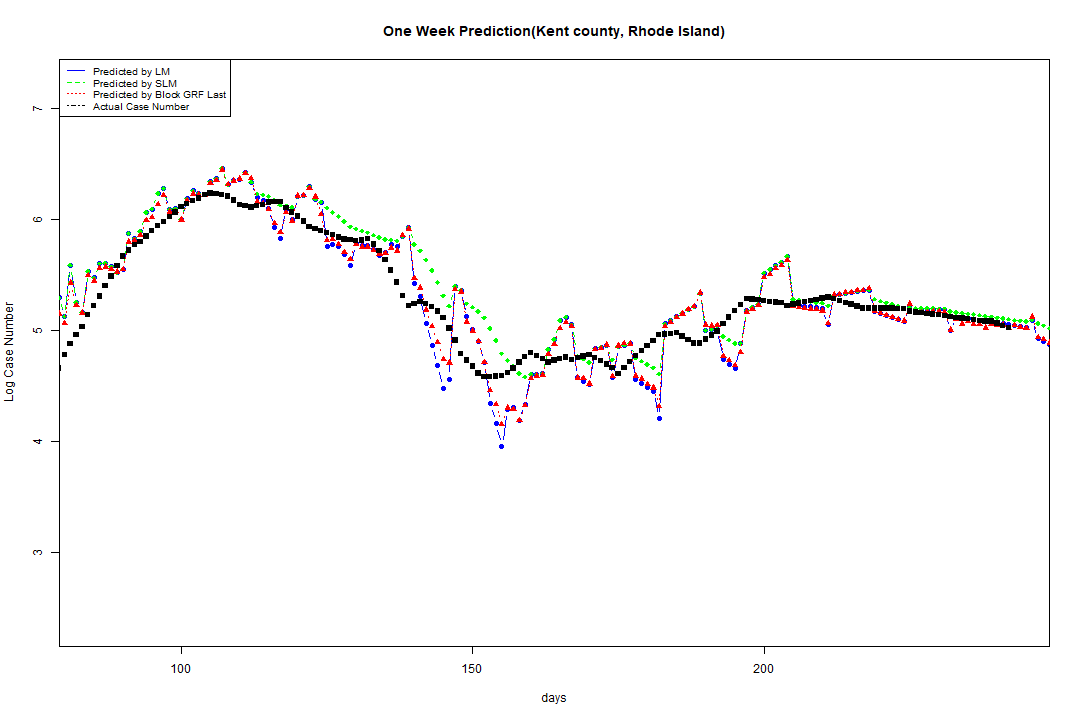 One Week Prediction(Kent county, Rhode Island)
Predicted by LM
Predicted by SLM
Predicted by Block GRF Last
Actual Case Number
7
6
5
4
3
Log Case Number
100
150
200
days